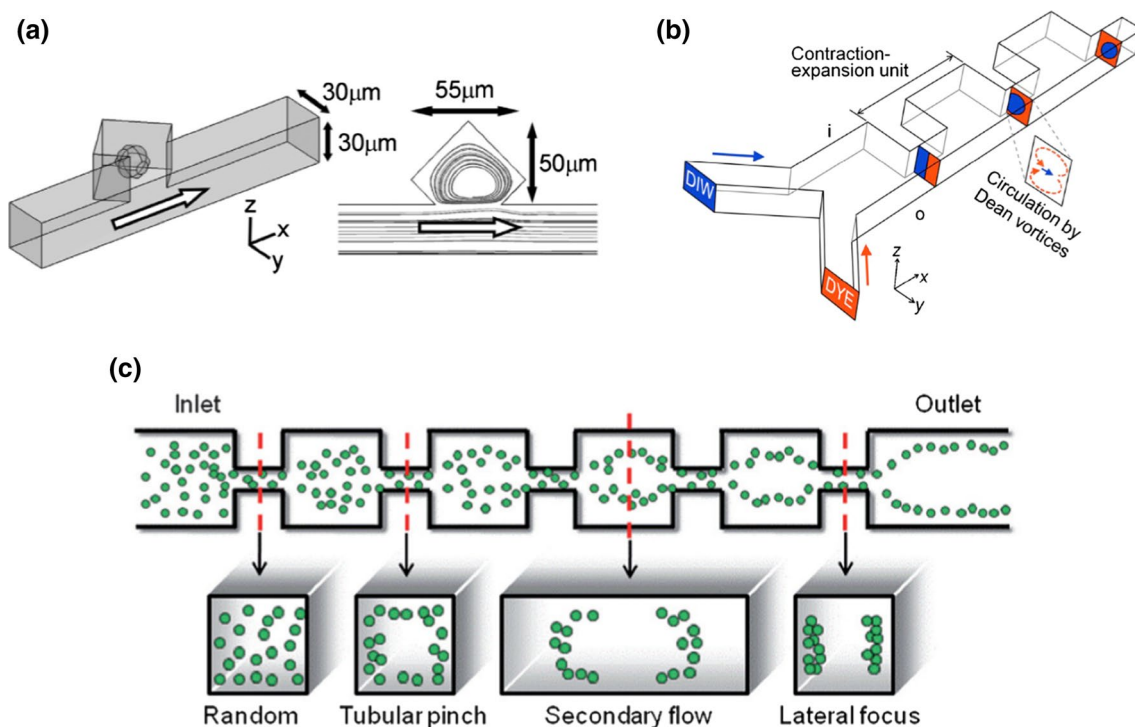 (a)
30μm
30μm
z
x
y
55μm
50μm
(b)
Contraction-
expansion unit
i
DIW
o
DYE
z
x
y
Circulation by
Dean vortices
(c)
Inlet
Outlet
Random
Tubular pinch
Secondary flow
Lateral focus